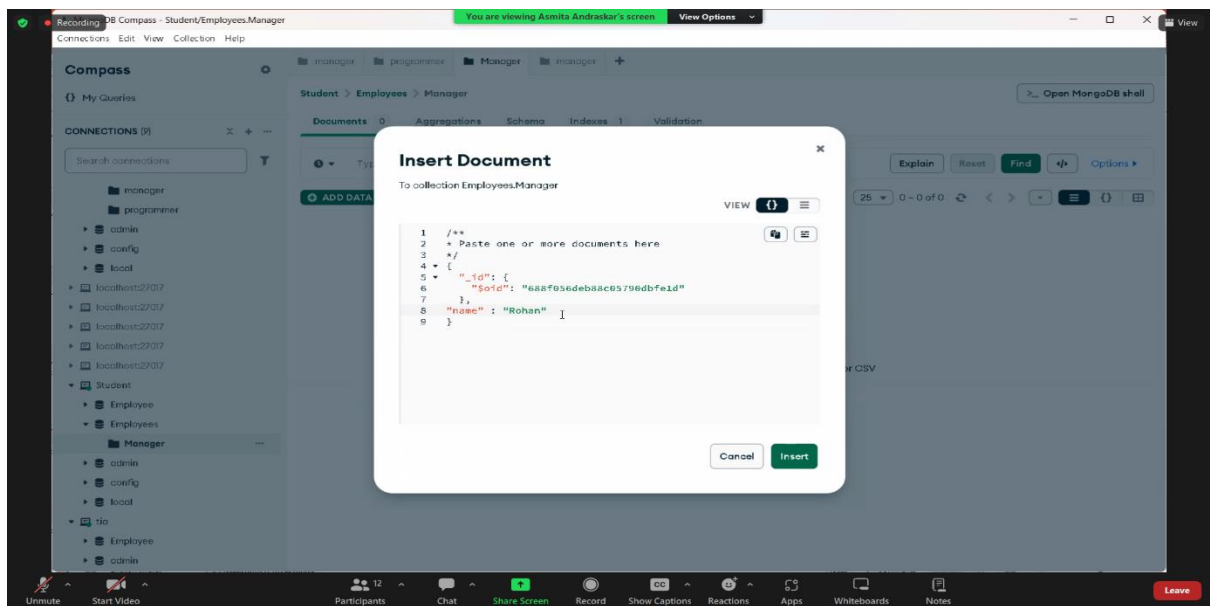 Recording
DB Compass - Student/Employees.Manager
You are viewing Asmita Andraskar's screen
View Options
View
Connections Edit View Collection Help
Compass
manager
programmer
Manager
manager
My Queries
Student > Employees > Manager
>_ Open MongoDB shell
CONNECTIONS (9)
Documents 0
Aggregations
Schema
Indexes 1
Validation
Search connections
Explain
Reset
Find
Options
ADD DATA
25
0 – 0 of 0
manager
programmer
admin
config
local
localhost:27017
localhost:27017
localhost:27017
localhost:27017
localhost:27017
Student
Employee
Employees
Manager
admin
config
local
tia
Employee
admin
Insert Document
To collection Employees.Manager
VIEW {}
1 /**
2 * Paste one or more documents here
3 */
4 {
5 "_id": {
6 "$oid": "688f056deb88c05790dbfe1d"
7 },
8 "name" : "Rohan"
9 }
or CSV
Cancel
Insert
Unmute
Start Video
12
Participants
Chat
Share Screen
Record
CC
Show Captions
Reactions
Apps
Whiteboards
Notes
Leave